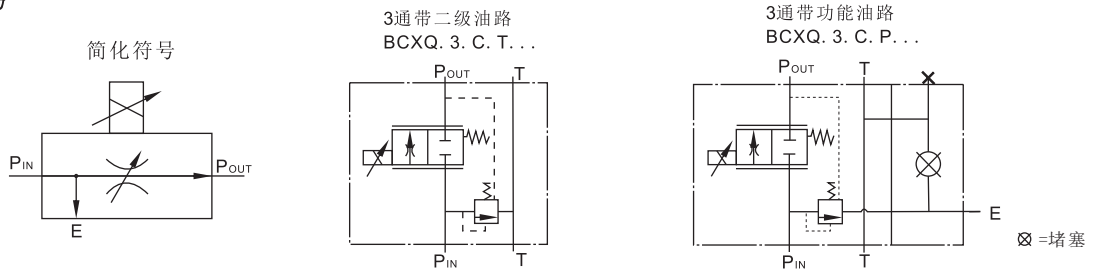 简化符号
PIN
POUT
E
3通带二级油路
BCXQ. 3. C. T. . .
POUT
T
PIN
T
3通带功能油路
BCXQ. 3. C. P. . .
POUT
T
E
PIN
T
=堵塞